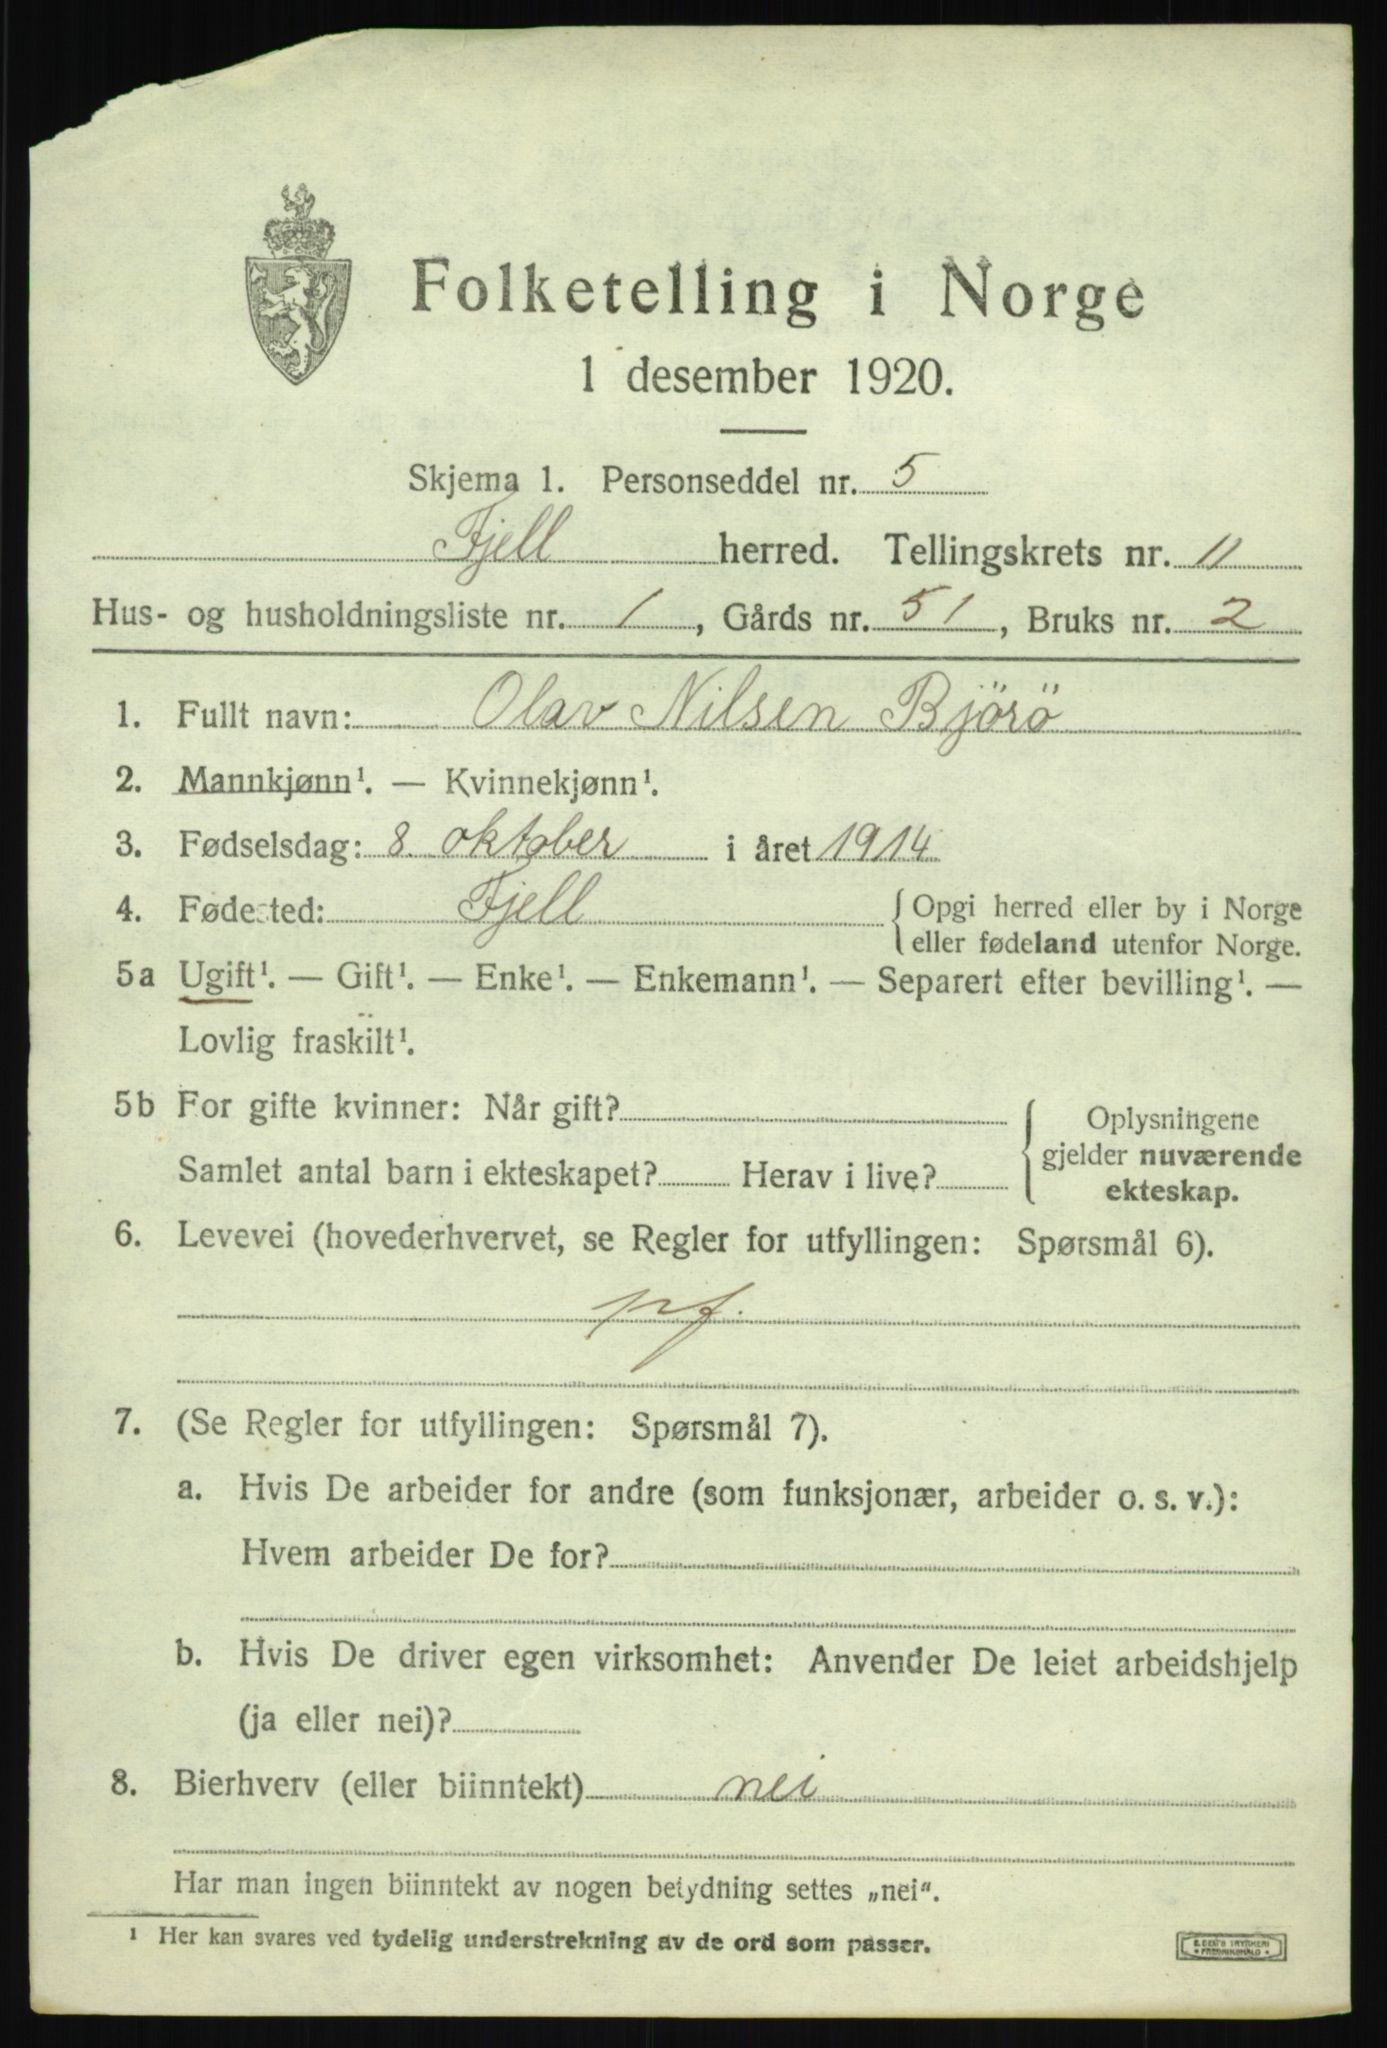 Folketelling i Norge
1 desember 1920.
Skjema 1. Personseddel nr. 5
Fjell herred. Tellingskrets nr. 11
Hus- og husholdningsliste nr. 1, Gårds nr. 51, Bruks nr. 2
1. Fullt navn: Olav Nilsen Björö
2. Mannkjønn¹. — Kvinnekjønn¹.
3. Fødselsdag: 8 oktober i året 1914
4. Fødested: Fjell { Opgi herred eller by i Norge
eller fødeland utenfor Norge.
5a Ugift¹. — Gift¹. — Enke¹. — Enkemann¹. — Separert efter bevilling¹. —
Lovlig fraskilt¹.
5b For gifte kvinner: Når gift? { Oplysningene
gjelder nuværende
Samlet antal barn i ekteskapet? Herav i live? ekteskap.
6. Levevei (hovederhvervet, se Regler for utfyllingen: Spørsmål 6).
pf.
7. (Se Regler for utfyllingen: Spørsmål 7).
a. Hvis De arbeider for andre (som funksjonær, arbeider o. s. v.):
Hvem arbeider De for?
b. Hvis De driver egen virksomhet: Anvender De leiet arbeidshjelp
(ja eller nei)?
8. Bierhverv (eller biinntekt) nei
Har man ingen biinntekt av nogen betydning settes „nei“.
¹ Her kan svares ved tydelig understrekning av de ord som passer.